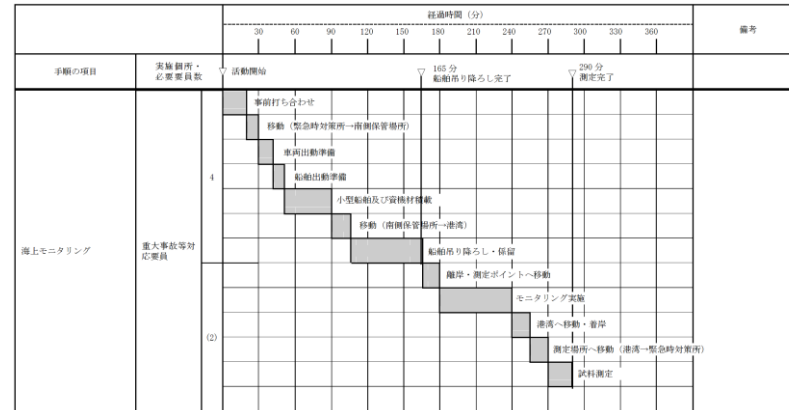 経過時間（分）
備考
30 60 90 120 150 180 210 240 270 300 330 360
手順の項目
実施個所・
必要要員数
活動開始
165 分
船舶吊り降ろし完了
290 分
測定完了
海上モニタリング
重大事故等対
応要員
4
(2)
事前打ち合わせ
移動（緊急時対策所→南側保管場所）
車両出動準備
船舶出動準備
小型船舶及び資機材積載
移動（南側保管場所→港湾）
船舶吊り降ろし・係留
離岸・測定ポイントへ移動
モニタリング実施
港湾へ移動・着岸
測定場所へ移動（港湾→緊急時対策所）
試料測定